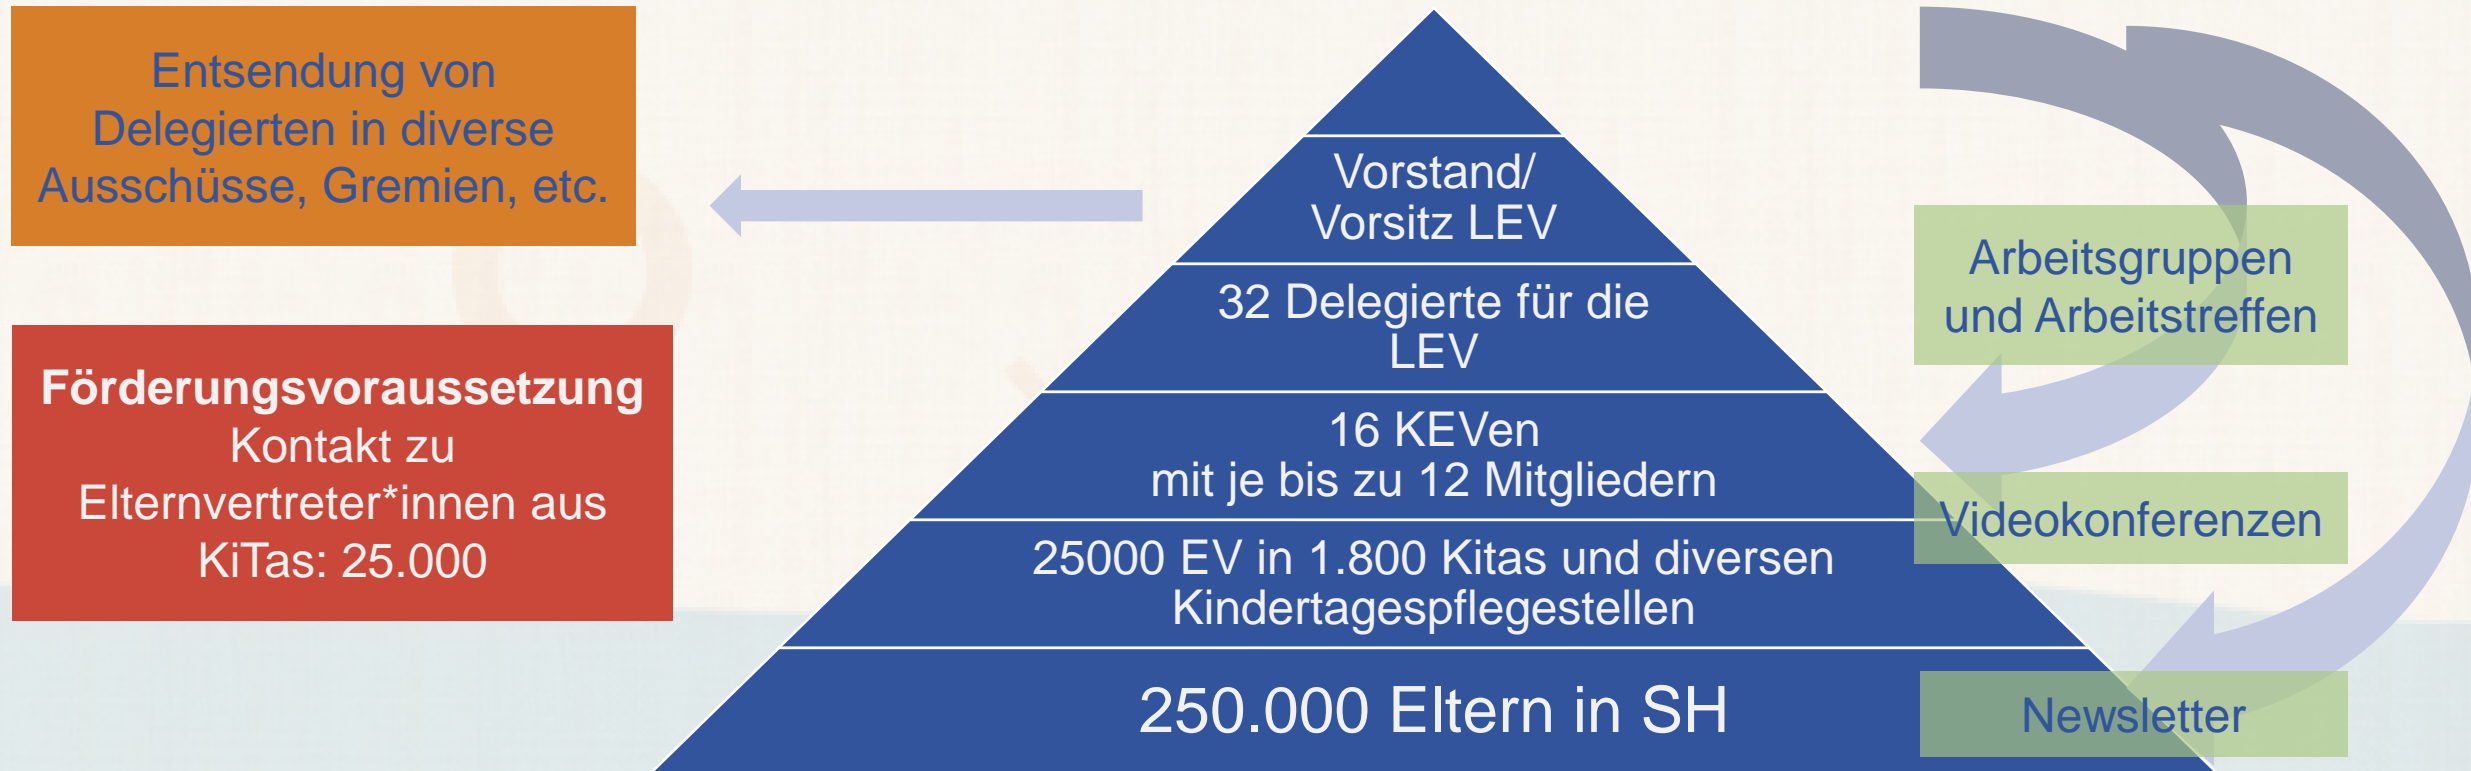 Entsendung von
Delegierten in diverse
Ausschüsse, Gremien, etc.
Förderungsvoraussetzung
Kontakt zu
Elternvertreter*innen aus
KiTas: 25.000
Vorstand/
Vorsitz LEV
32 Delegierte für die
LEV
16 KEVen
mit je bis zu 12 Mitgliedern
25000 EV in 1.800 Kitas und diversen
Kindertagespflegestellen
250.000 Eltern in SH
Arbeitsgruppen
und Arbeitstreffen
Videokonferenzen
Newsletter